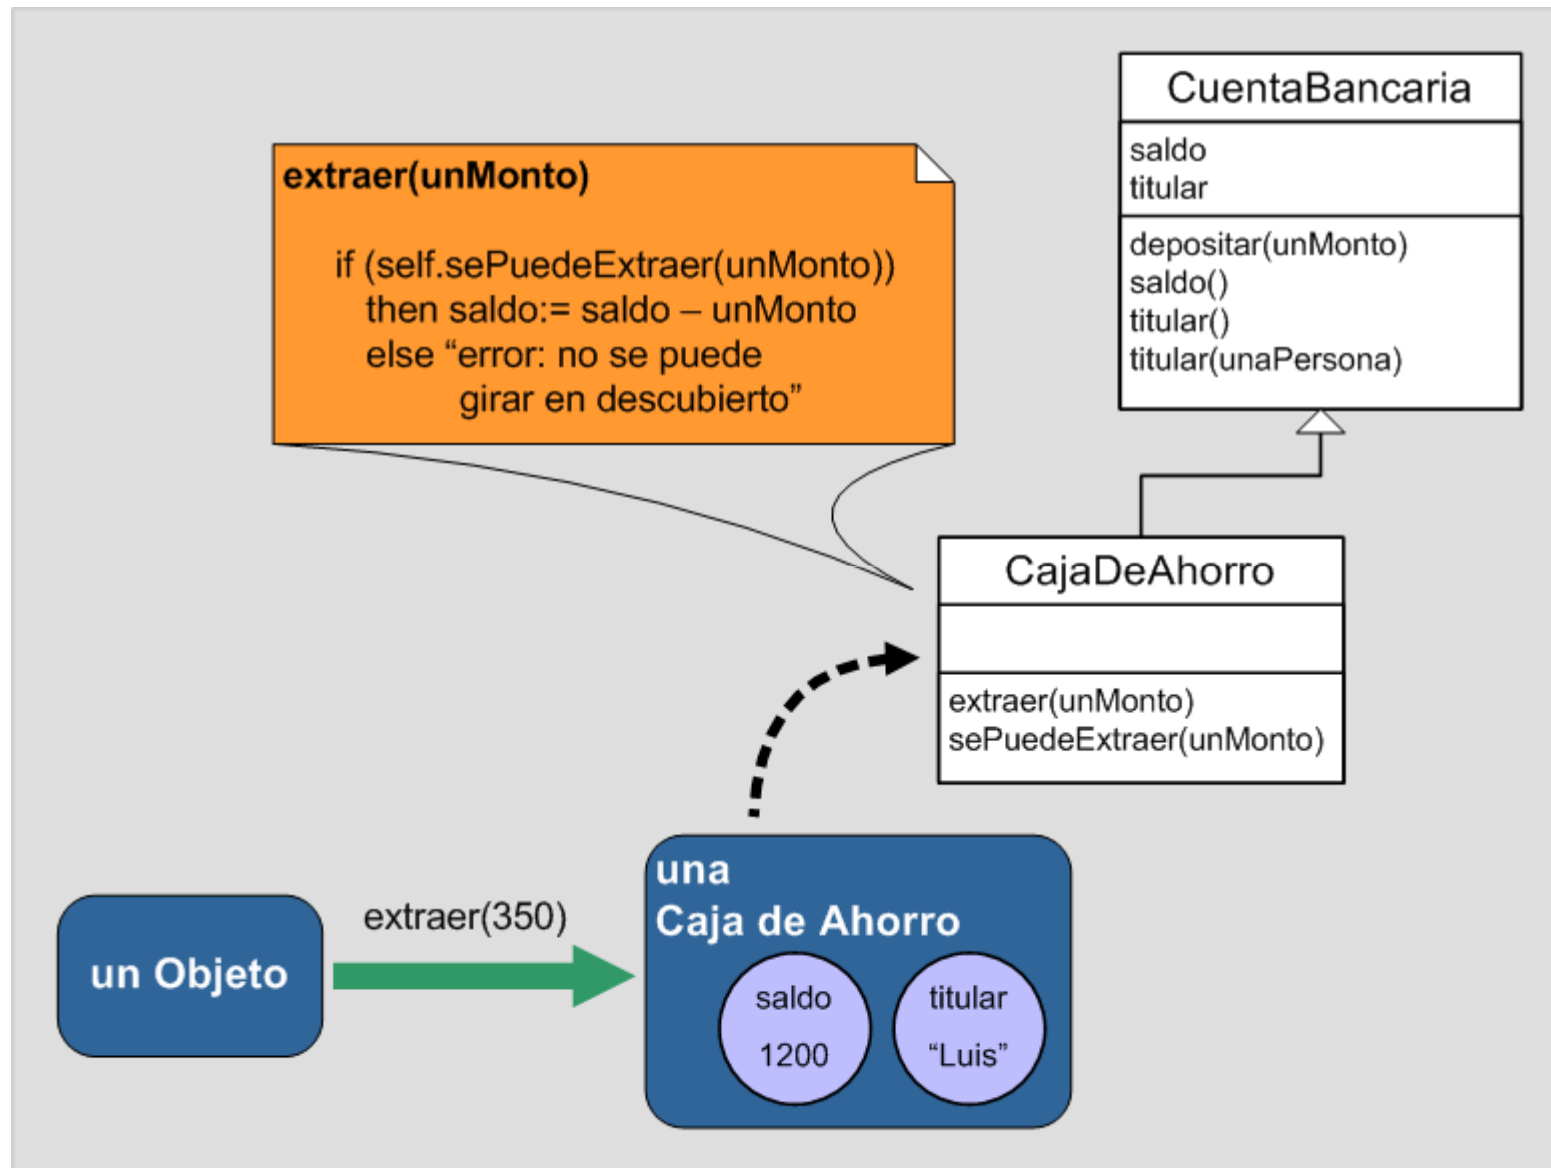 CuentaBancaria
saldo
titular
depositar(unMonto)
saldo()
titular()
titular(unaPersona)
extraer(unMonto)
if (self.sePuedeExtraer(unMonto))
then saldo:= saldo – unMonto
else “error: no se puede
girar en descubierto”
CajaDeAhorro
extraer(unMonto)
sePuedeExtraer(unMonto)
un Objeto
extraer(350)
una
Caja de Ahorro
saldo
1200
titular
“Luis”